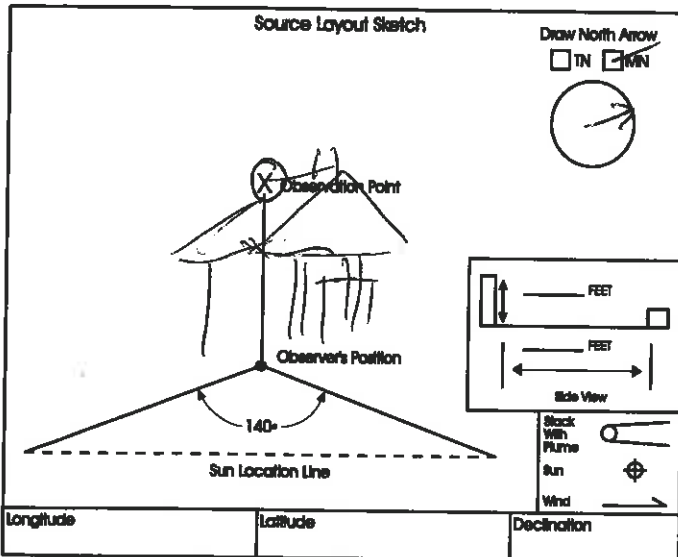 Source Layout Sketch
Draw North Arrow
TN MN
X Observation Point
FEET
Observer's Position
FEET
Side View
140°
Sun Location Line
Stack
With
Plume
Sun
Wind
Longitude Latitude Declination